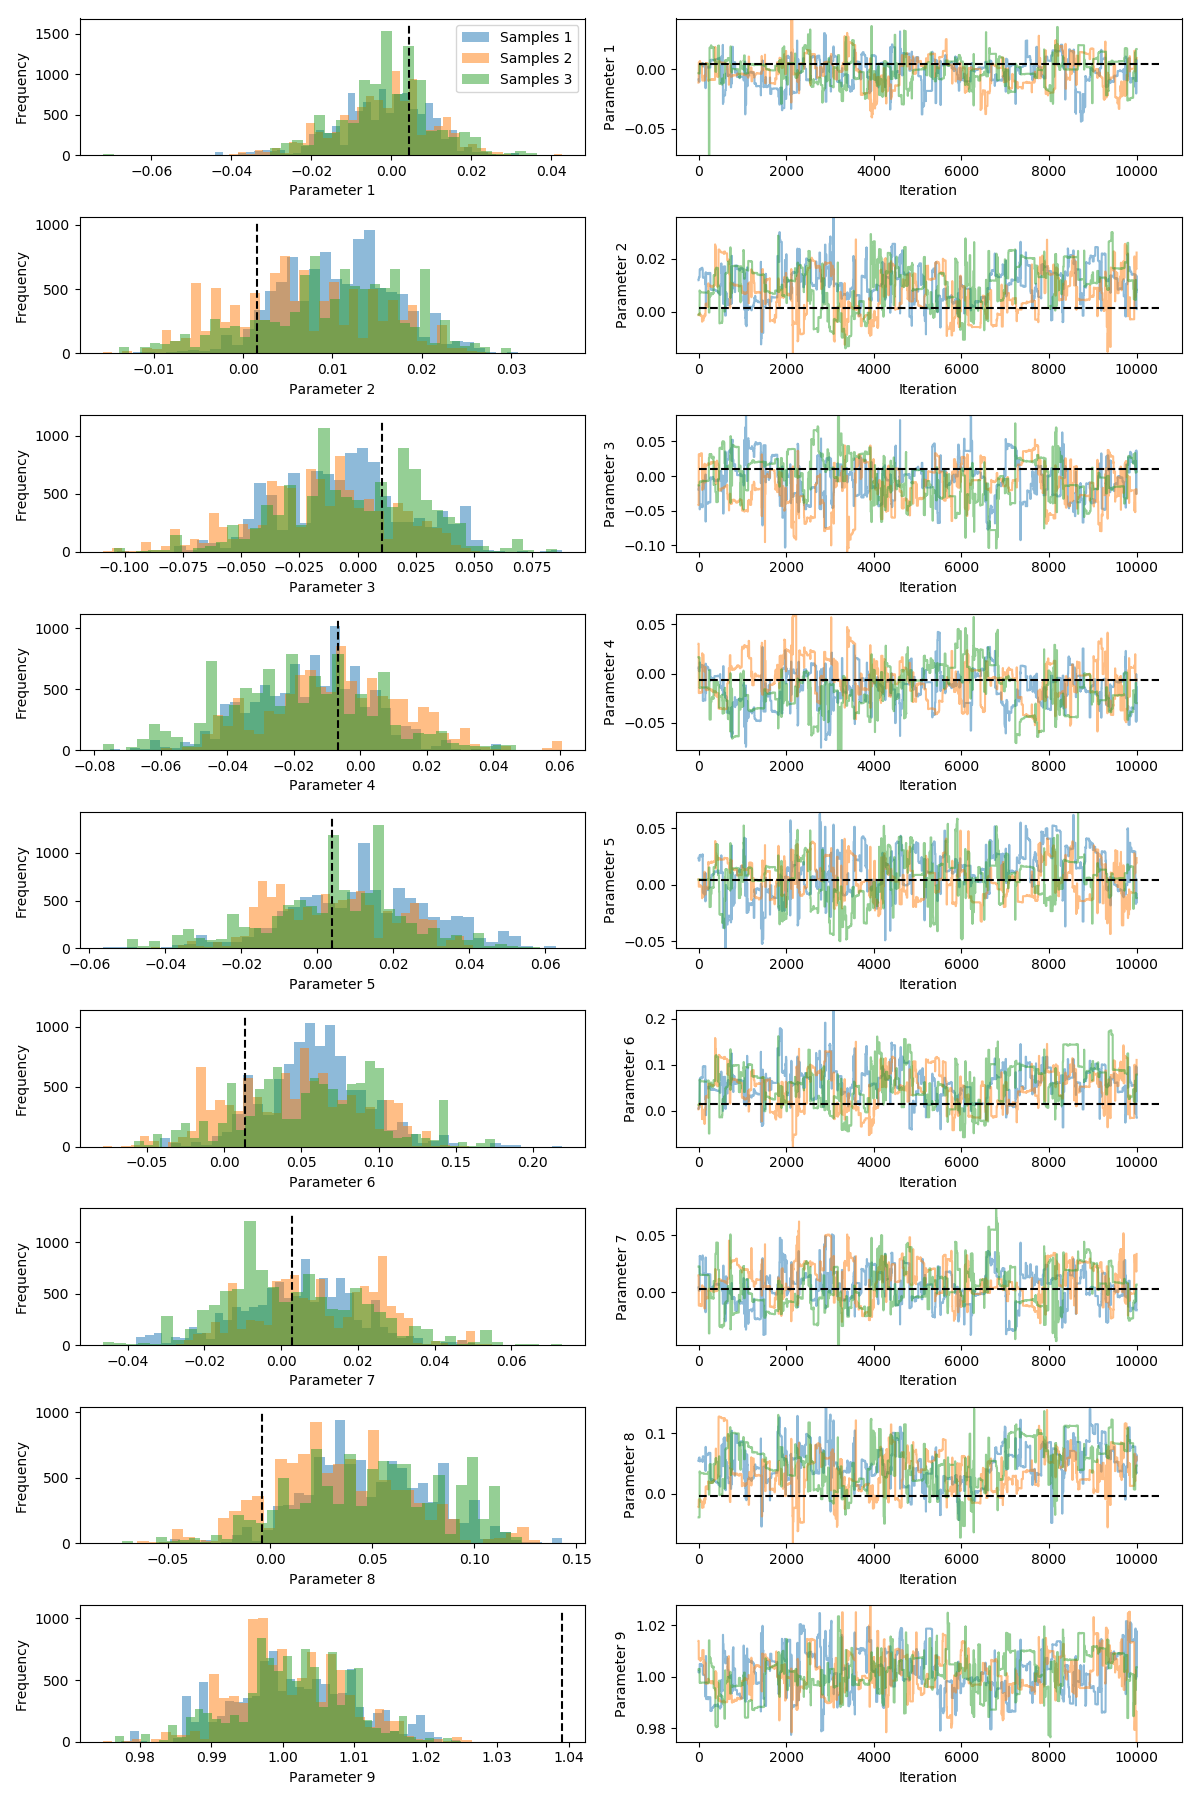 1500
1000
500
0
Frequency
Samples 1
Samples 2
Samples 3
−0.06 −0.04 −0.02 0.00 0.02 0.04
Parameter 1
0.00
−0.05
Parameter 1
0 2000 4000 6000 8000 10000
Iteration
1000
500
0
Frequency
−0.01 0.00 0.01 0.02 0.03
Parameter 2
0.02
0.00
Parameter 2
0 2000 4000 6000 8000 10000
Iteration
1000
500
0
Frequency
−0.100 −0.075 −0.050 −0.025 0.000 0.025 0.050 0.075
Parameter 3
0.05
0.00
−0.05
−0.10
Parameter 3
0 2000 4000 6000 8000 10000
Iteration
1000
500
0
Frequency
−0.08 −0.06 −0.04 −0.02 0.00 0.02 0.04 0.06
Parameter 4
0.05
0.00
−0.05
Parameter 4
0 2000 4000 6000 8000 10000
Iteration
1000
500
0
Frequency
−0.06 −0.04 −0.02 0.00 0.02 0.04 0.06
Parameter 5
0.05
0.00
−0.05
Parameter 5
0 2000 4000 6000 8000 10000
Iteration
1000
500
0
Frequency
−0.05 0.00 0.05 0.10 0.15 0.20
Parameter 6
0.2
0.1
0.0
Parameter 6
0 2000 4000 6000 8000 10000
Iteration
1000
500
0
Frequency
−0.04 −0.02 0.00 0.02 0.04 0.06
Parameter 7
0.05
0.00
Parameter 7
0 2000 4000 6000 8000 10000
Iteration
1000
500
0
Frequency
−0.05 0.00 0.05 0.10 0.15
Parameter 8
0.1
0.0
Parameter 8
0 2000 4000 6000 8000 10000
Iteration
1000
500
0
Frequency
0.98 0.99 1.00 1.01 1.02 1.03 1.04
Parameter 9
1.02
1.00
0.98
Parameter 9
0 2000 4000 6000 8000 10000
Iteration